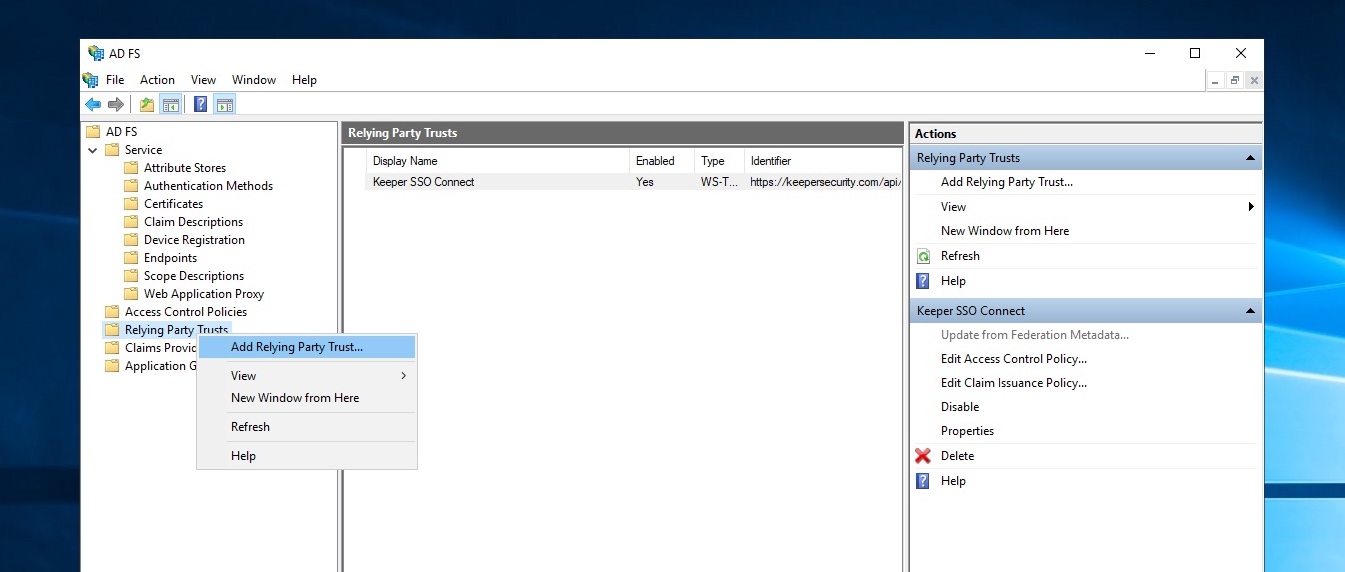 AD FS
File Action View Window Help
AD FS
Service
Attribute Stores
Authentication Methods
Certificates
Claim Descriptions
Device Registration
Endpoints
Scope Descriptions
Web Application Proxy
Access Control Policies
Relying Party Trusts
Claims Provid
Application G
Add Relying Party Trust...
View
New Window from Here
Refresh
Help
Relying Party Trusts
Display Name Enabled Type Identifier
Keeper SSO Connect Yes WS-T... https://keepersecurity.com/api/
Actions
Relying Party Trusts
Add Relying Party Trust...
View
New Window from Here
Refresh
Help
Keeper SSO Connect
Update from Federation Metadata...
Edit Access Control Policy...
Edit Claim Issuance Policy...
Disable
Properties
Delete
Help